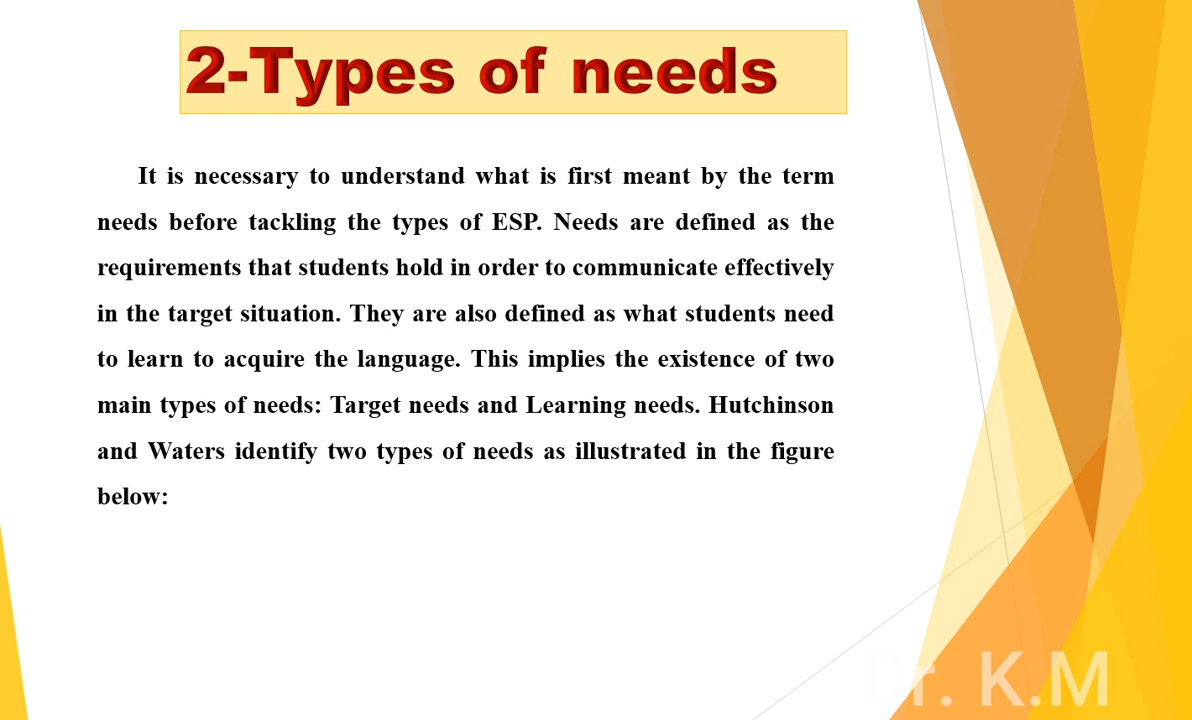 2-Types of needs
It is necessary to understand what is first meant by the term
needs before tackling the types of ESP. Needs are defined as the
requirements that students hold in order to communicate effectively
in the target situation. They are also defined as what students need
to learn to acquire the language. This implies the existence of two
main types of needs: Target needs and Learning needs. Hutchinson
and Waters identify two types of needs as illustrated in the figure
below:
Dr. K.M